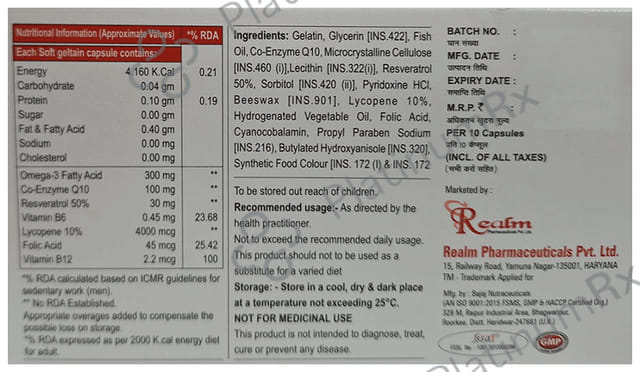 Nutritional Information (Approximate Values) *% RDA
Each Soft geltain capsule contains:
Energy 4.160 K.Cal 0.21
Carbohydrate 0.04 gm
Protein 0.10 gm 0.19
Sugar 0.00 gm
Fat & Fatty Acid 0.40 gm
Sodium 0.00 mg
Cholesterol 0.00 mg
Omega-3 Fatty Acid 300 mg **
Co-Enzyme Q10 100 mg **
Resveratrol 50% 30 mg **
Vitamin B6 0.45 mg 23.68
Lycopene 10% 4000 mcg **
Folic Acid 45 mcg 25.42
Vitamin B12 2.2 mcg 100
*% RDA calculated based on ICMR guidelines for
sedentary work (men).
** No RDA Established.
Appropriate overages added to compensate the
possible loss on storage.
*% RDA expressed as per 2000 K.cal energy diet
for adult.
Ingredients: Gelatin, Glycerin [INS.422], Fish
Oil, Co-Enzyme Q10, Microcrystalline Cellulose
[INS.460 (i)],Lecithin [INS.322(i)], Resveratrol
50%, Sorbitol [INS.420 (ii)], Pyridoxine HCl,
Beeswax [INS.901], Lycopene 10%,
Hydrogenated Vegetable Oil, Folic Acid,
Cyanocobalamin, Propyl Paraben Sodium
[INS.216], Butylated Hydroxyanisole [INS.320],
Synthetic Food Colour [INS. 172 (I) & INS. 172
To be stored out reach of children.
Recommended usage:- As directed by the
health practitioner.
Not to exceed the recommended daily usage.
This product should not to be used as a
substitute for a varied diet
Storage: - Store in a cool, dry & dark place
at a temperature not exceeding 25°C.
NOT FOR MEDICINAL USE
This product is not intended to diagnose, treat,
cure or prevent any disease.
BATCH NO. :
घान संख्या
MFG. DATE :
उत्पादन तिथि
EXPIRY DATE :
समाप्ति तिथि
M.R.P. ₹ :
अधिकतम खुदरा मूल्य
PER 10 Capsules
प्रति 10 कैप्सूल
(INCL. OF ALL TAXES)
(सभी करों सहित)
Marketed by :
Realm
Pharmaceuticals Pvt. Ltd.
Realm Pharmaceuticals Pvt. Ltd.
15, Railway Road, Yamuna Nagar-135001, HARYANA
TM - Trademark Applied for
Mfg. by : Bajaj Nutraceuticals
(AN ISO 9001:2015 FSMS, GMP & HACCP Certified Org.)
328 M, Raipur Industrial Area, Bhagwanpur,
Roorkee, Distt. Haridwar-247661 (U.K.)
fssai
GMP
PlatinumRx
PlatinumRx